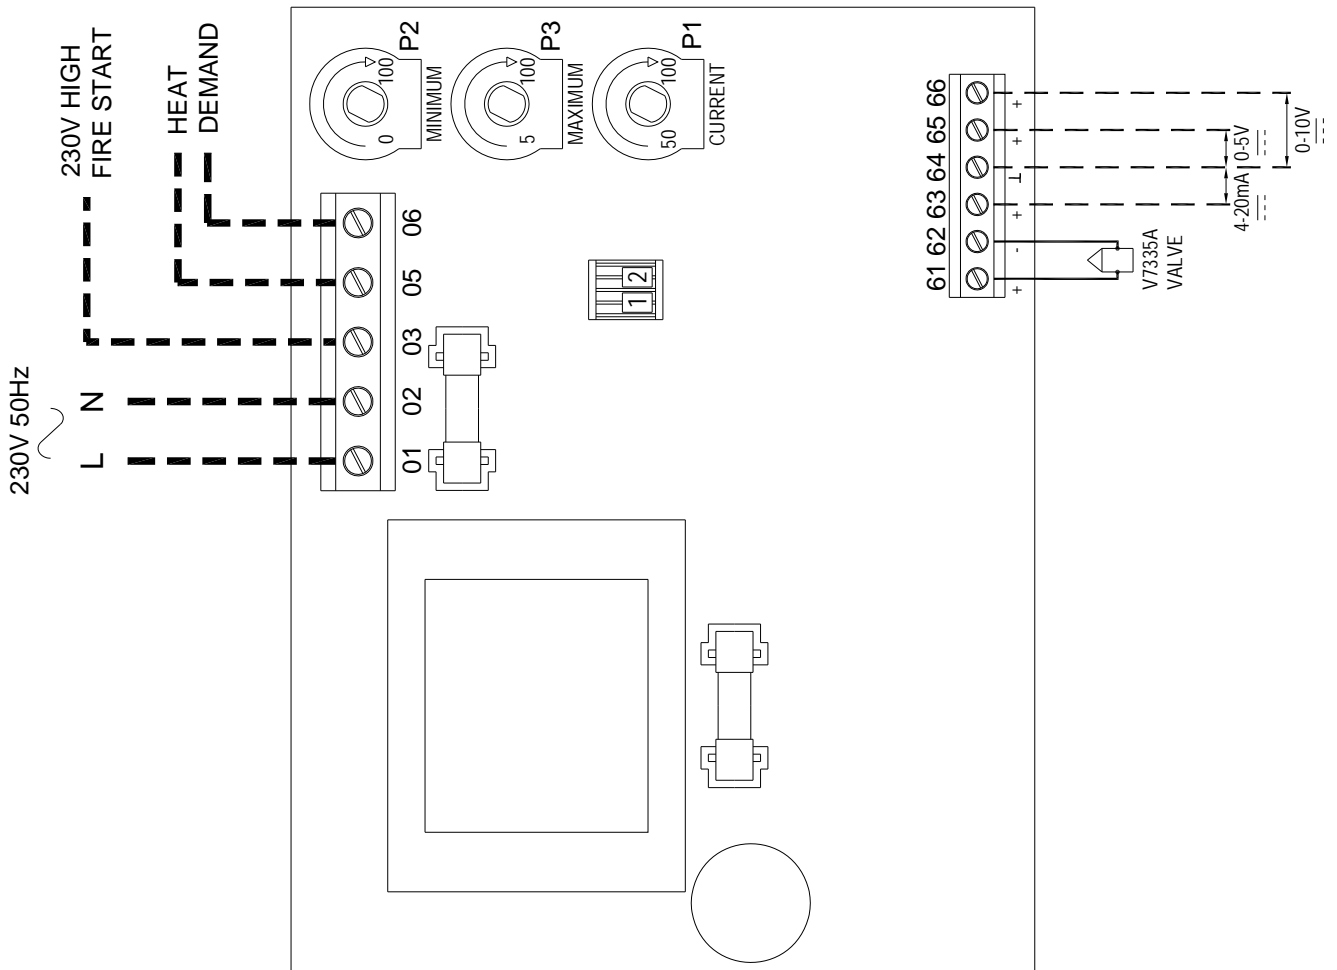 230V HIGH
FIRE START
HEAT
DEMAND
230V 50Hz
L
N
01
02
03
05
06
P2
0
100
MINIMUM
P3
5
100
MAXIMUM
P1
50
100
CURRENT
1
2
61
62
63
64
65
66
+
-
+
⊥
+
+
V7335A
VALVE
4-20mA
0-5V
0-10V